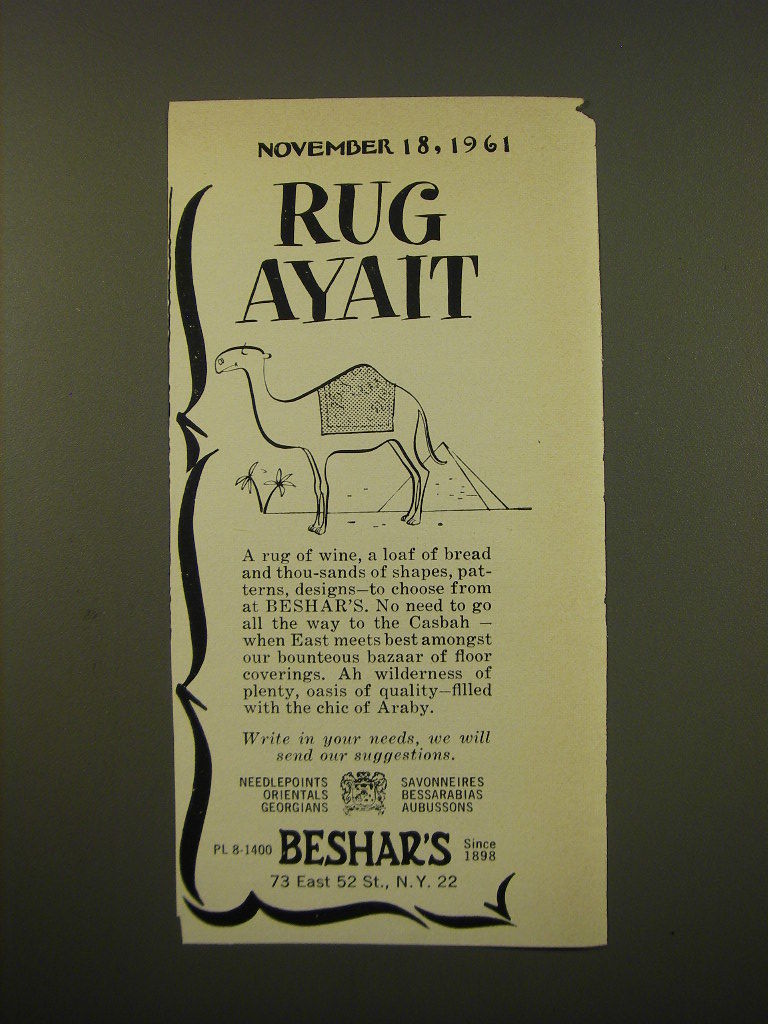 NOVEMBER 18, 1961
RUG
AYAIT
A rug of wine, a loaf of bread
and thou-sands of shapes, pat-
terns, designs—to choose from
at BESHAR'S. No need to go
all the way to the Casbah —
when East meets best amongst
our bounteous bazaar of floor
coverings. Ah wilderness of
plenty, oasis of quality—filled
with the chic of Araby.
Write in your needs, we will
send our suggestions.
NEEDLEPOINTS
ORIENTALS
GEORGIANS
SAVONNEIRES
BESSARABIAS
AUBUSSONS
PL 8-1400 BESHAR'S Since 1898
73 East 52 St., N.Y. 22